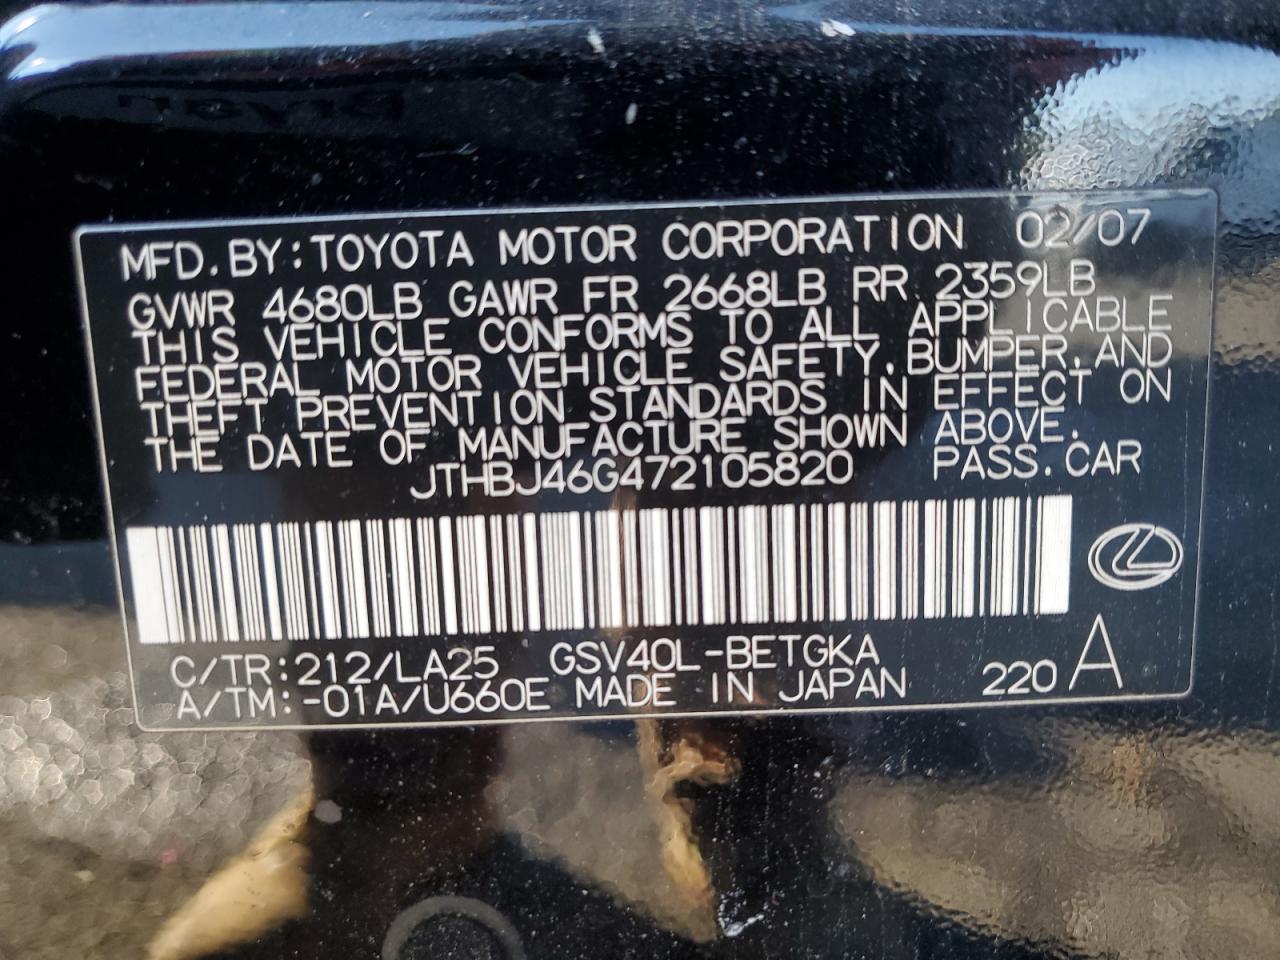 MFD. BY: TOYOTA MOTOR CORPORATION 02/07
GVWR 4680LB GAWR FR 2668LB RR 2359LB
THIS VEHICLE CONFORMS TO ALL APPLICABLE
FEDERAL MOTOR VEHICLE SAFETY, BUMPER, AND
THEFT PREVENTION STANDARDS IN EFFECT ON
THE DATE OF MANUFACTURE SHOWN ABOVE.
JTHBJ46G472105820 PASS. CAR
C/TR: 212/LA25 GSV40L-BETGKA
A/TM: -01A/U660E MADE IN JAPAN 220 A